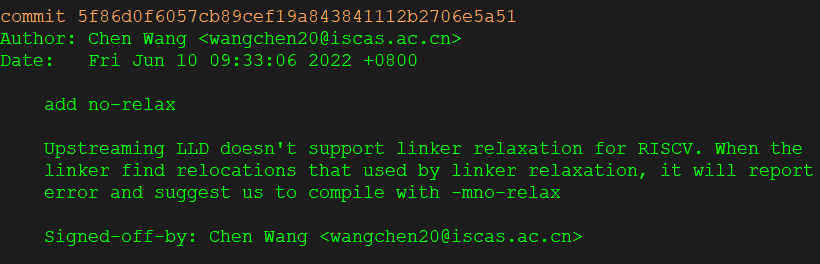 commit 5f86d0f6057cb89cef19a843841112b2706e5a51
Author: Chen Wang <wangchen20@iscas.ac.cn>
Date:   Fri Jun 10 09:33:06 2022 +0800
add no-relax
Upstreaming LLD doesn't support linker relaxation for RISCV. When the
linker find relocations that used by linker relaxation, it will report
error and suggest us to compile with -mno-relax
Signed-off-by: Chen Wang <wangchen20@iscas.ac.cn>